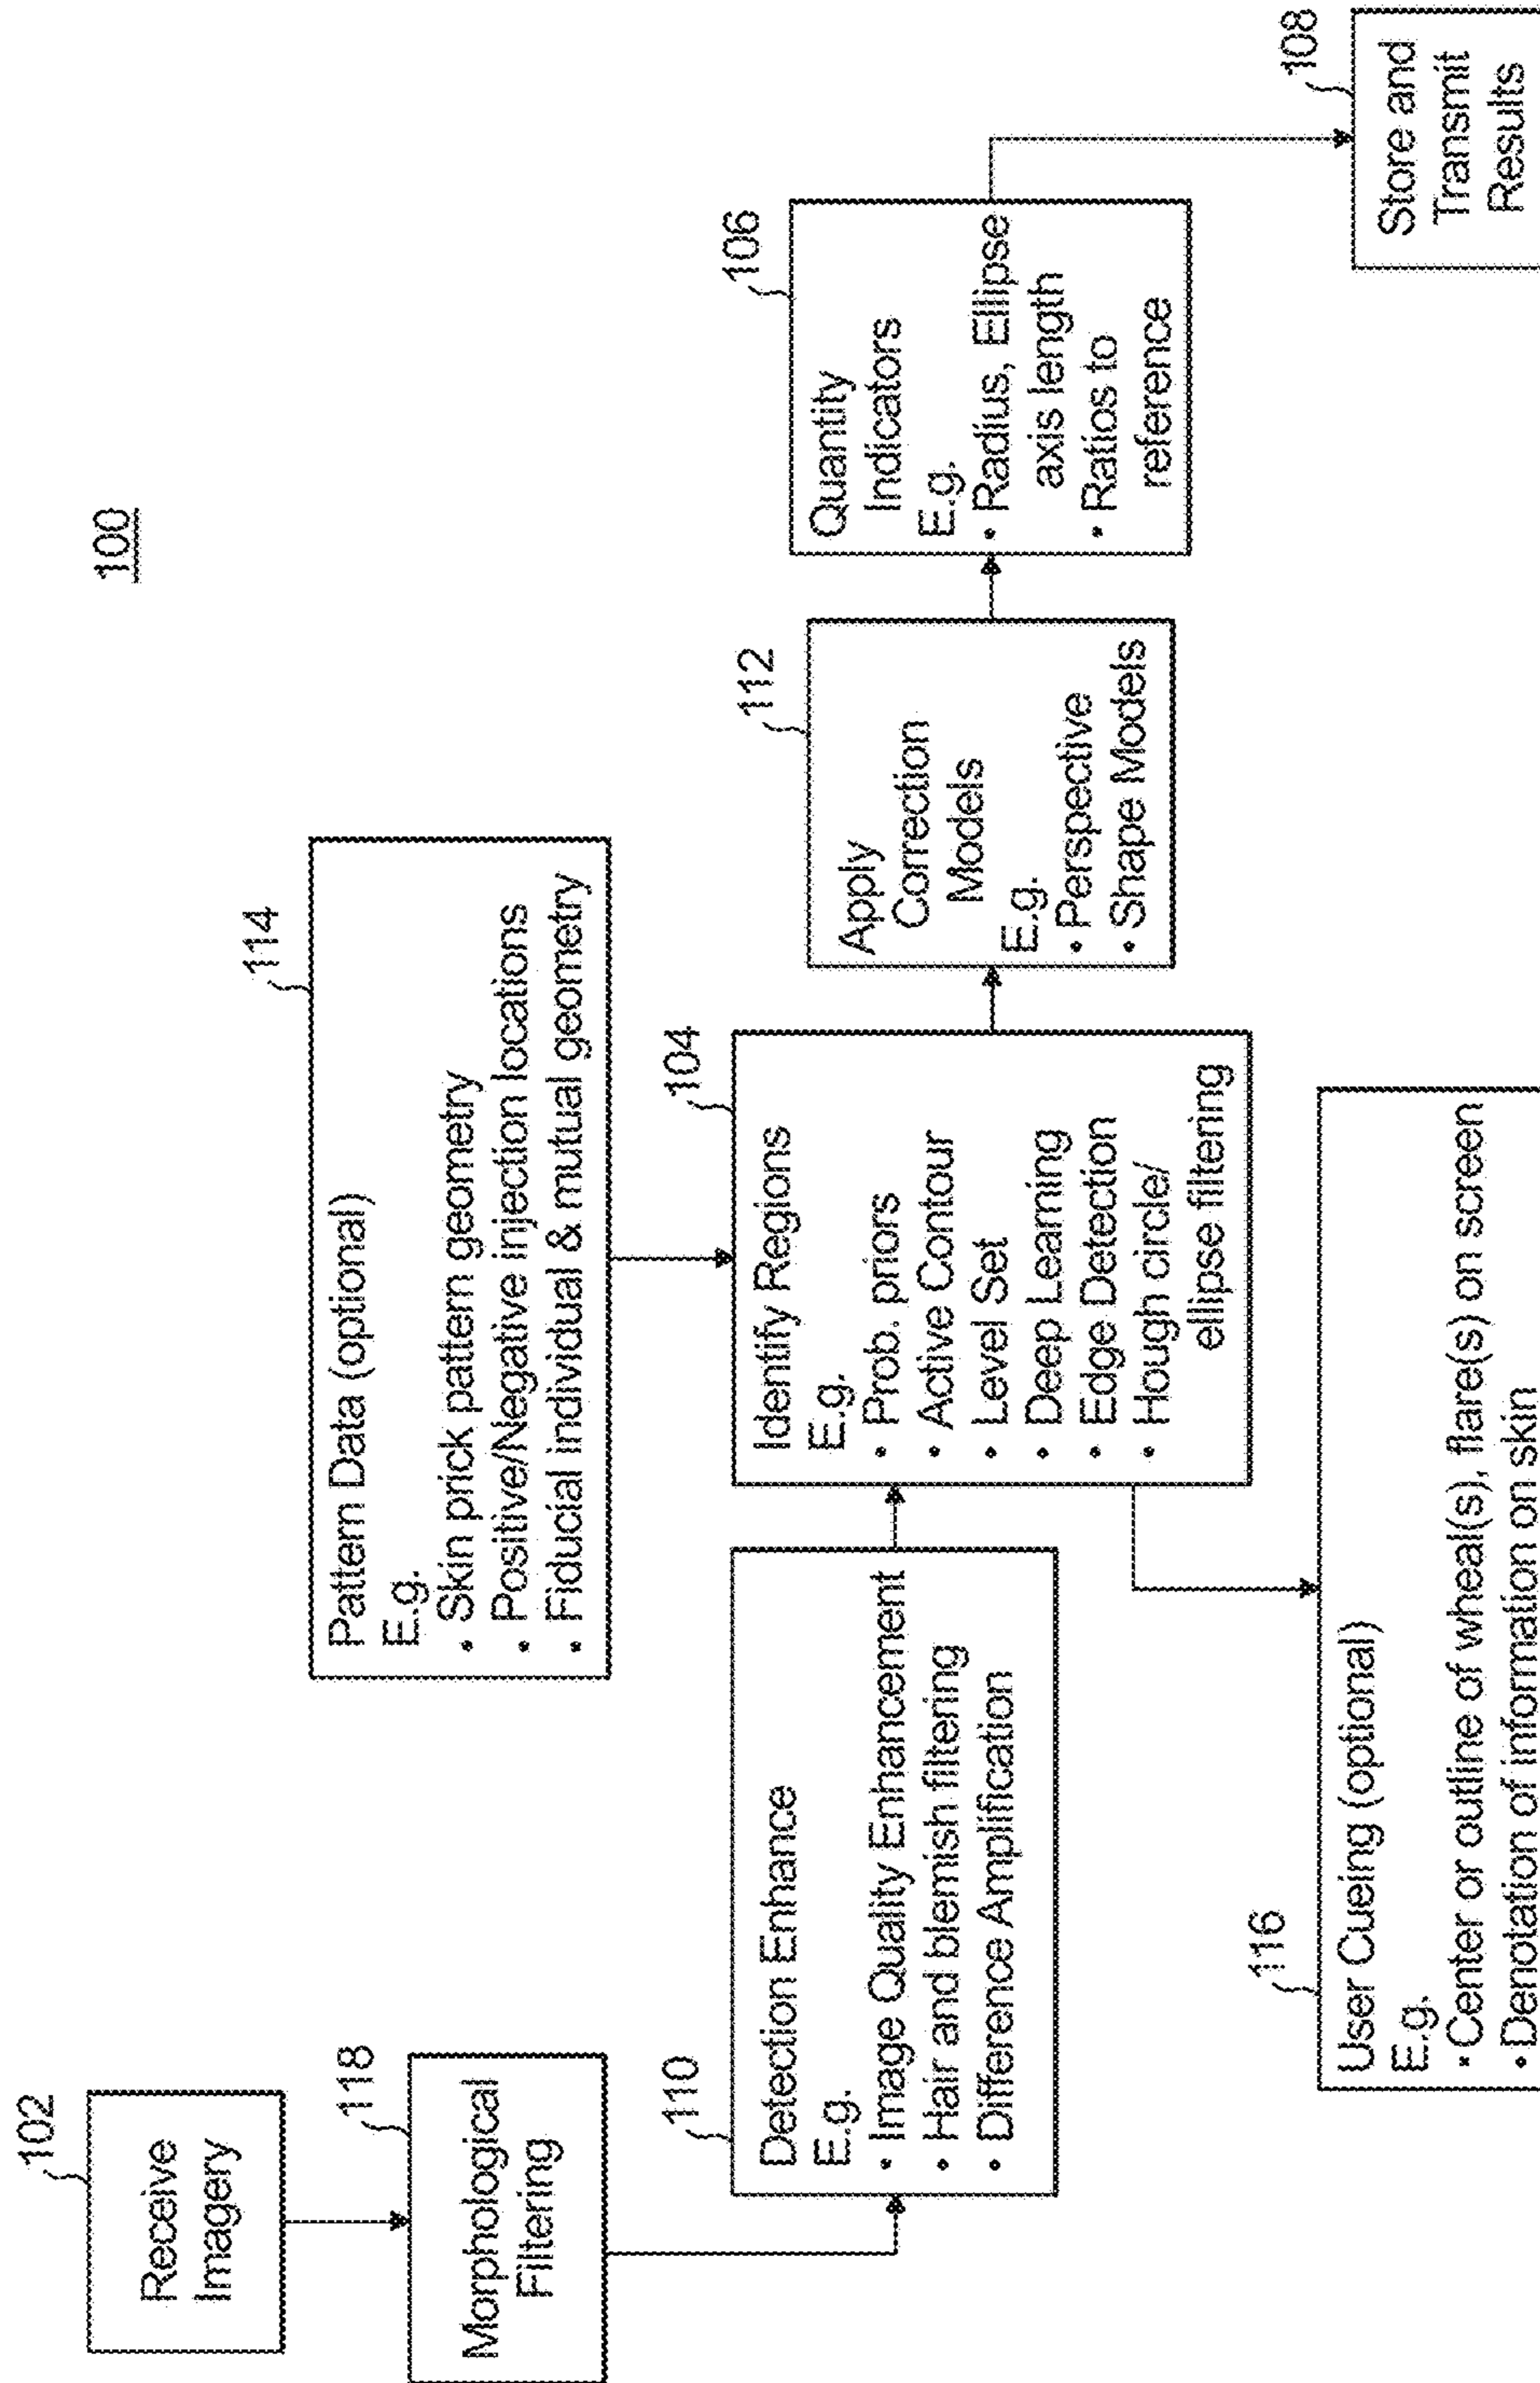 100
102
Receive
Imagery
118
Morphological
Filtering
110
Detection Enhance
E.g.
• Image Quality Enhancement
• Hair and blemish filtering
• Difference Amplification
114
Pattern Data (optional)
E.g.
• Skin prick pattern geometry
• Positive/Negative injection locations
• Fiducial individual & mutual geometry
104
Identify Regions
E.g.
• Prob. priors
• Active Contour
• Level Set
• Deep Learning
• Edge Detection
• Hough circle/
ellipse filtering
116
User Cueing (optional)
E.g.
• Center or outline of wheal(s), flare(s) on screen
• Denotation of information on skin
112
Apply
Correction
Models
E.g.
• Perspective
• Shape Models
106
Quantity
Indicators
E.g.
• Radius, Ellipse
axis length
• Ratios to
reference
108
Store and
Transmit
Results